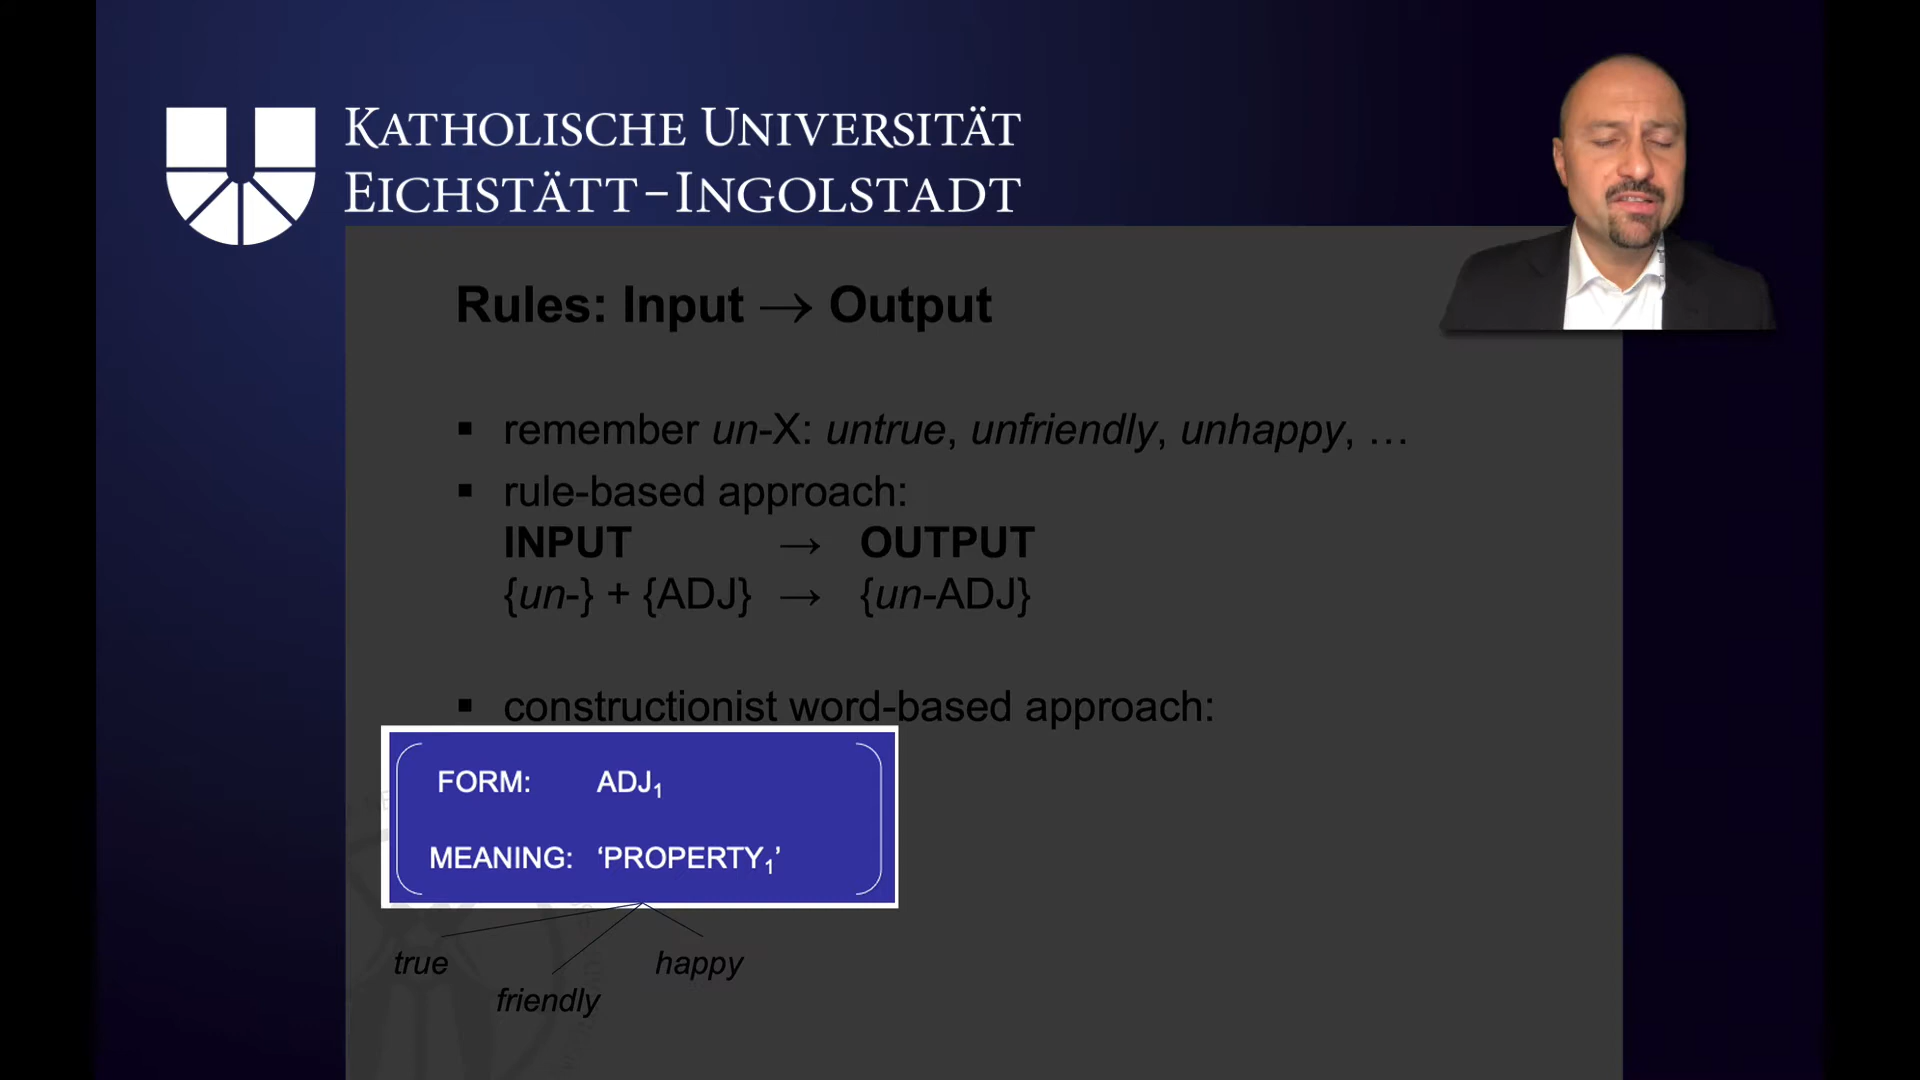 KATHOLISCHE UNIVERSITÄT
EICHSTÄTT-INGOLSTADT
Rules: Input → Output
▪ remember un-X: untrue, unfriendly, unhappy, …
▪ rule-based approach:
INPUT → OUTPUT
{un-} + {ADJ} → {un-ADJ}
▪ constructionist word-based approach:
FORM: ADJ₁
MEANING: ‘PROPERTY₁’
true
happy
friendly